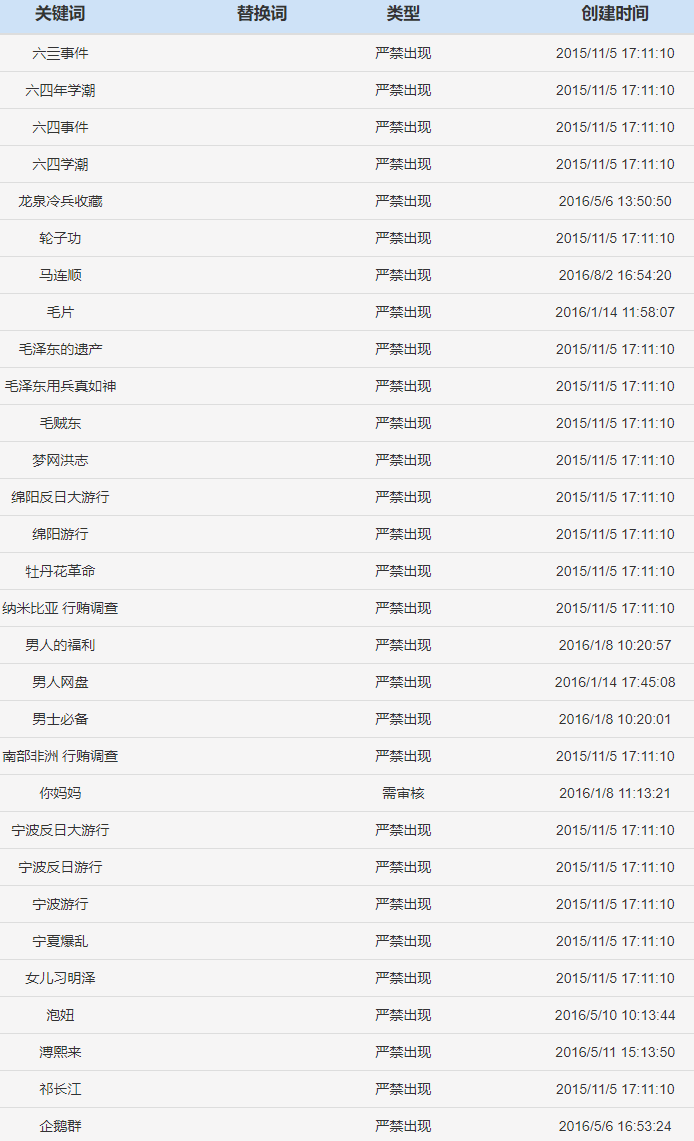 关键词 替换词 类型 创建时间
六三事件 严禁出现 2015/11/5 17:11:10
六四年学潮 严禁出现 2015/11/5 17:11:10
六四事件 严禁出现 2015/11/5 17:11:10
六四学潮 严禁出现 2015/11/5 17:11:10
龙泉冷兵收藏 严禁出现 2016/5/6 13:50:50
轮子功 严禁出现 2015/11/5 17:11:10
马连顺 严禁出现 2016/8/2 16:54:20
毛片 严禁出现 2016/1/14 11:58:07
毛泽东的遗产 严禁出现 2015/11/5 17:11:10
毛泽东用兵真如神 严禁出现 2015/11/5 17:11:10
毛贼东 严禁出现 2015/11/5 17:11:10
梦网洪志 严禁出现 2015/11/5 17:11:10
绵阳反日大游行 严禁出现 2015/11/5 17:11:10
绵阳游行 严禁出现 2015/11/5 17:11:10
牡丹花革命 严禁出现 2015/11/5 17:11:10
纳米比亚 行贿调查 严禁出现 2015/11/5 17:11:10
男人的福利 严禁出现 2016/1/8 10:20:57
男人网盘 严禁出现 2016/1/14 17:45:08
男士必备 严禁出现 2016/1/8 10:20:01
南部非洲 行贿调查 严禁出现 2015/11/5 17:11:10
你妈妈 需审核 2016/1/8 11:13:21
宁波反日大游行 严禁出现 2015/11/5 17:11:10
宁波反日游行 严禁出现 2015/11/5 17:11:10
宁波游行 严禁出现 2015/11/5 17:11:10
宁夏爆乱 严禁出现 2015/11/5 17:11:10
女儿习明泽 严禁出现 2015/11/5 17:11:10
泡妞 严禁出现 2016/5/10 10:13:44
溥熙来 严禁出现 2016/5/11 15:13:50
祁长江 严禁出现 2015/11/5 17:11:10
企鹅群 严禁出现 2016/5/6 16:53:24